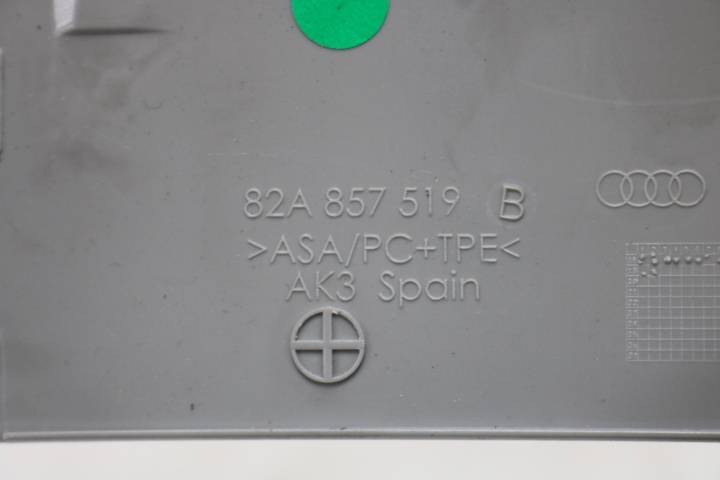 82A 857 519 B
>ASA/PC+TPE<
AK3 Spain